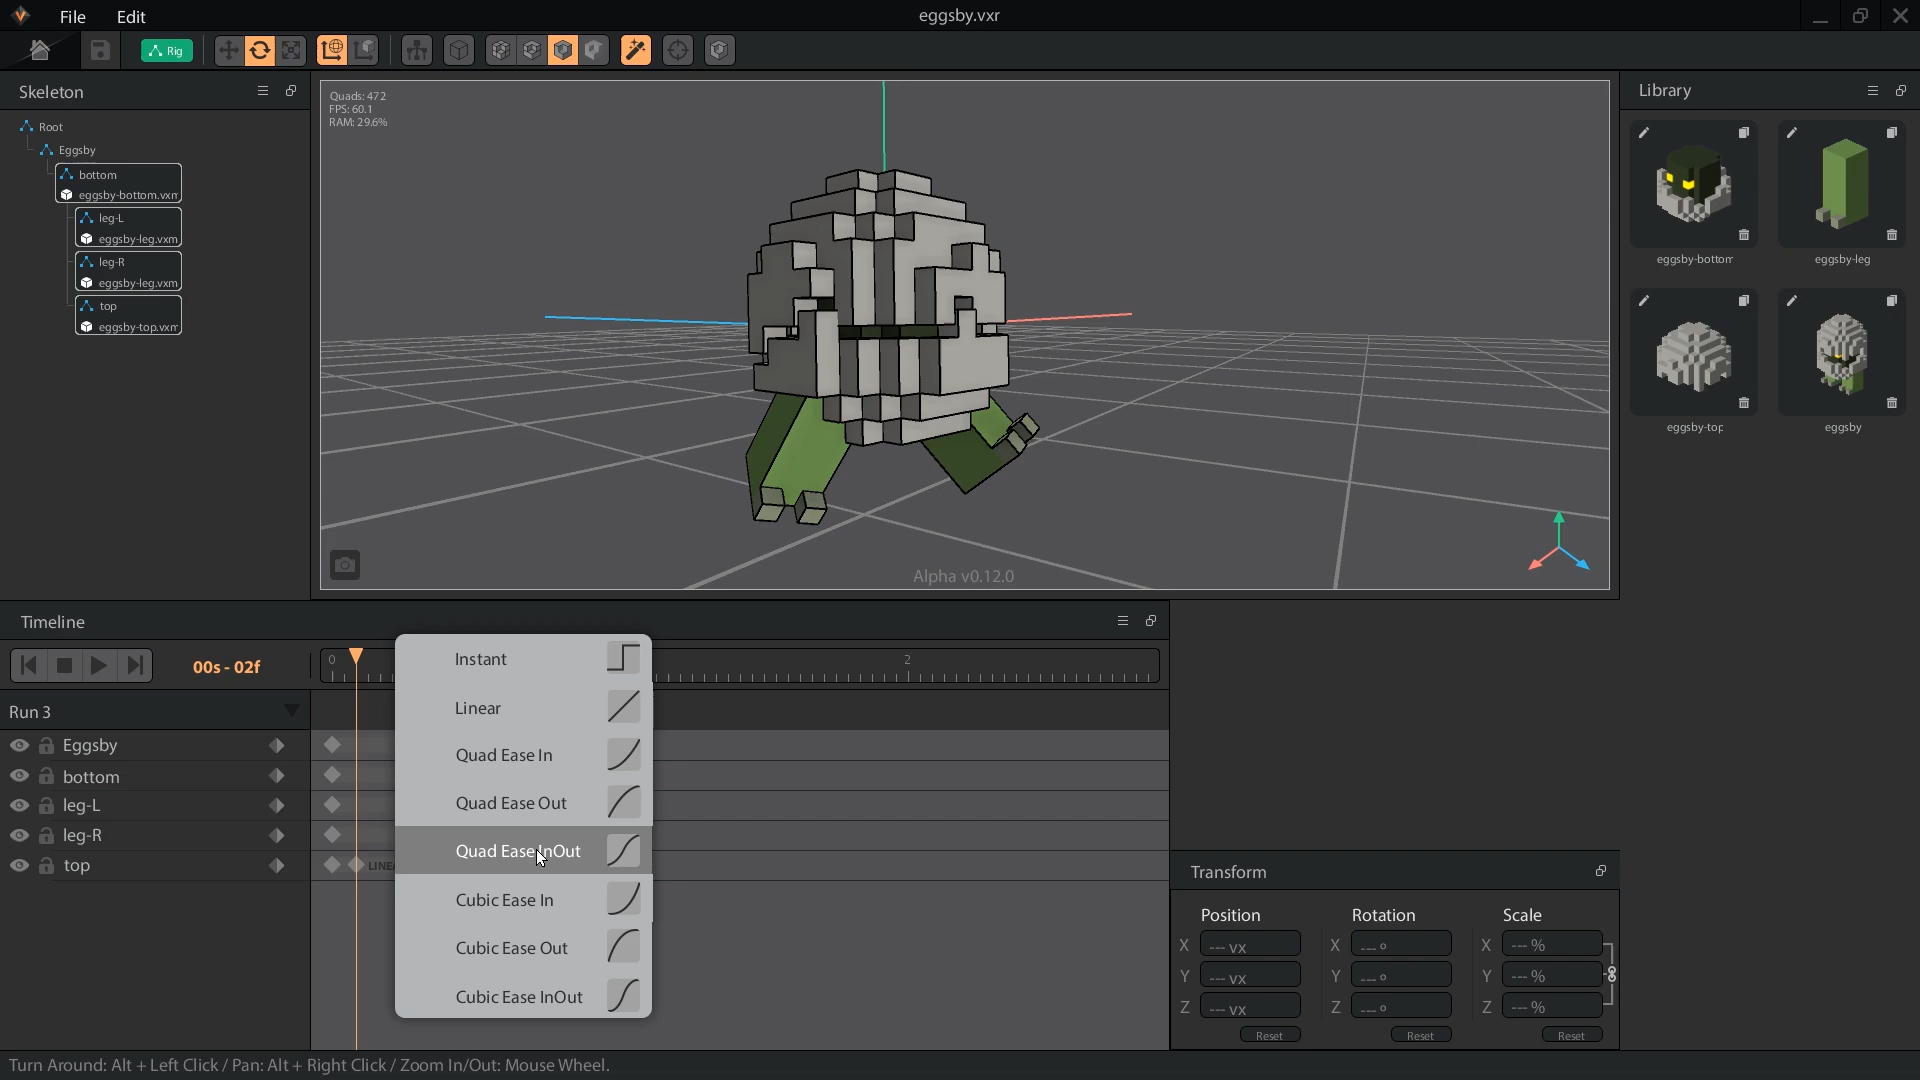 File Edit eggsby.vxr
Rig
Skeleton
Root
Eggsby
bottom
eggsby-bottom.vxm
leg-L
eggsby-leg.vxm
leg-R
eggsby-leg.vxm
top
eggsby-top.vxm
Quads: 472
FPS: 60.1
RAM: 29.6%
Alpha v0.12.0
Library
eggsby-bottom
eggsby-leg
eggsby-top
eggsby
Timeline
00s - 02f
0 2
Run 3
Eggsby
bottom
leg-L
leg-R
top
Instant
Linear
Quad Ease In
Quad Ease Out
Quad Ease InOut
Cubic Ease In
Cubic Ease Out
Cubic Ease InOut
Transform
Position Rotation Scale
X --- vx X --- º X --- %
Y --- vx Y --- º Y --- %
Z --- vx Z --- º Z --- %
Reset Reset Reset
Turn Around: Alt + Left Click / Pan: Alt + Right Click / Zoom In/Out: Mouse Wheel.